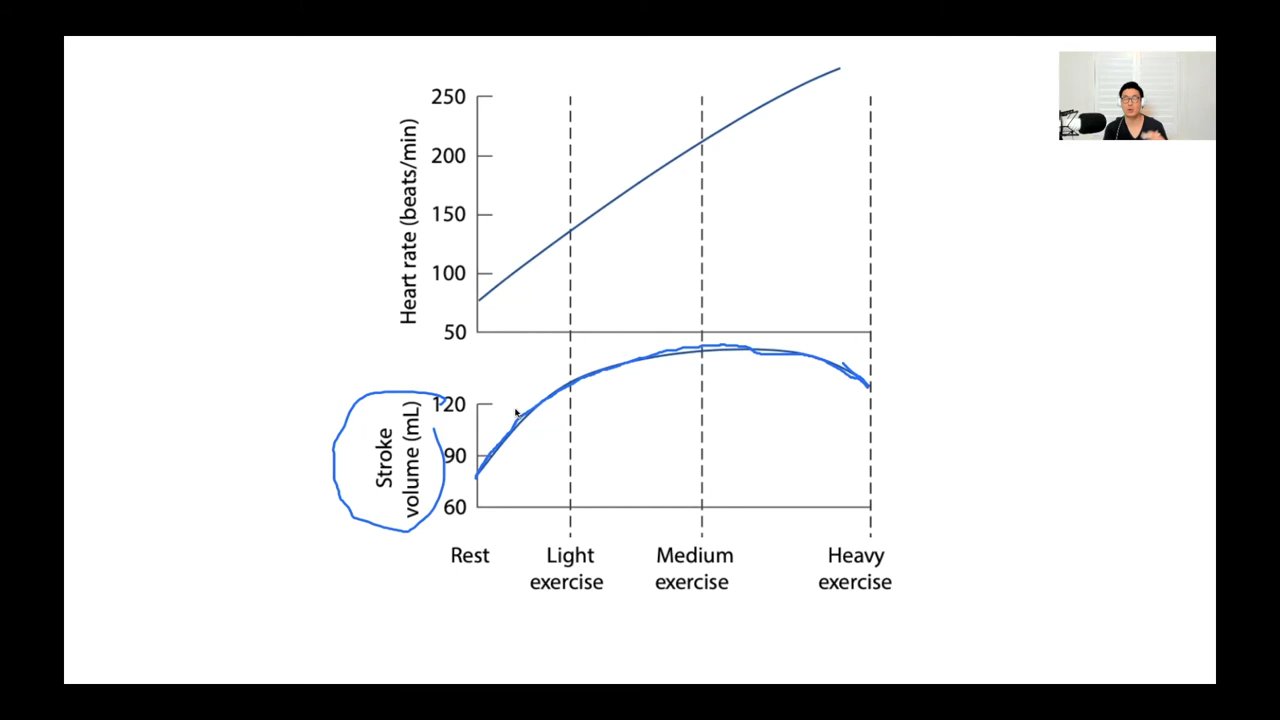 250
200
150
100
50
Heart rate (beats/min)
120
90
60
Stroke
volume (mL)
Rest
Light
exercise
Medium
exercise
Heavy
exercise